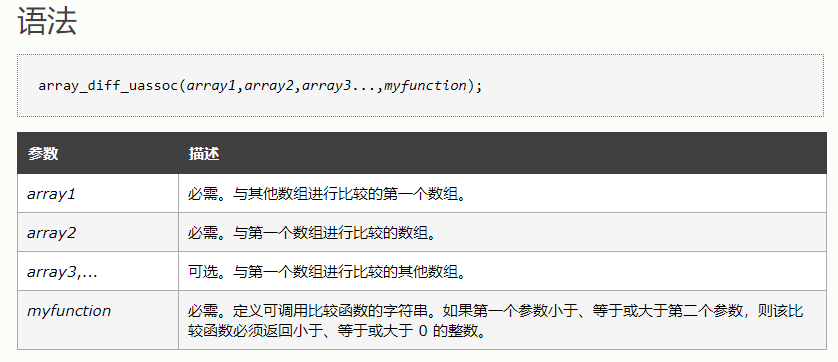 语法
array_diff_uassoc(array1,array2,array3...,myfunction);
参数 描述
array1 必需。与其他数组进行比较的第一个数组。
array2 必需。与第一个数组进行比较的数组。
array3,... 可选。与第一个数组进行比较的其他数组。
myfunction 必需。定义可调用比较函数的字符串。如果第一个参数小于、等于或大于第二个参数，则该比
较函数必须返回小于、等于或大于 0 的整数。